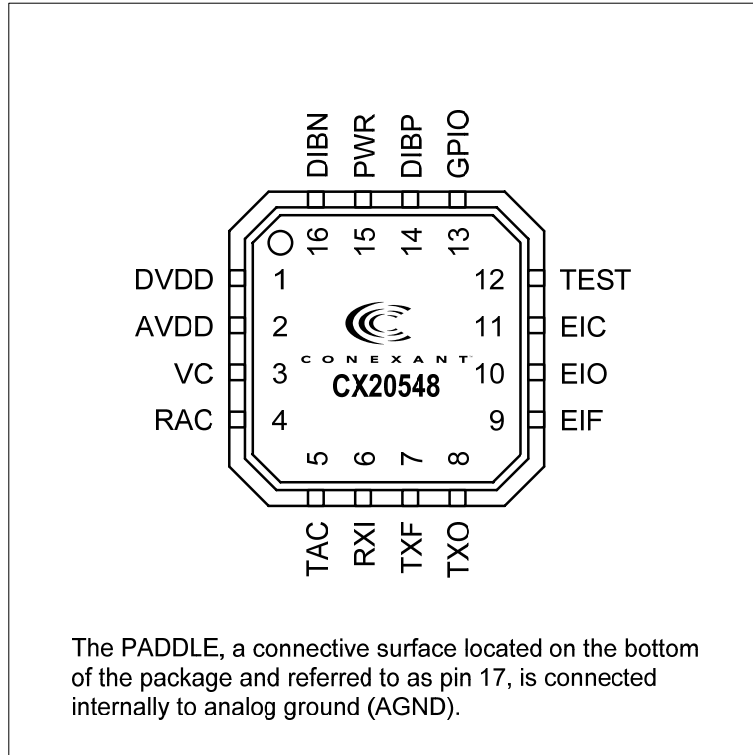 DIBN
PWR
DIBP
GPIO
16
15
14
13
DVDD 1 12 TEST
AVDD 2 11 EIC
VC 3 CONEXANT 10 EIO
CX20548
RAC 4 9 EIF
5
6
7
8
TAC
RXI
TXF
TXO
The PADDLE, a connective surface located on the bottom
of the package and referred to as pin 17, is connected
internally to analog ground (AGND).